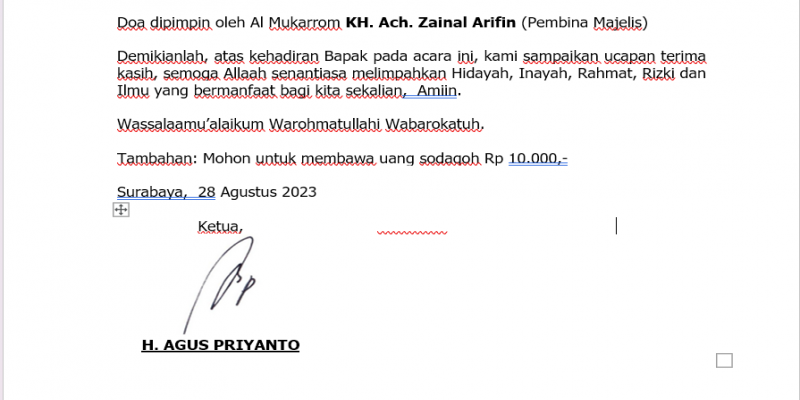 Doa dipimpin oleh Al Mukarrom KH. Ach. Zainal Arifin (Pembina Majelis)
Demikianlah, atas kehadiran Bapak pada acara ini, kami sampaikan ucapan terima
kasih, semoga Allaah senantiasa melimpahkan Hidayah, Inayah, Rahmat, Rizki dan
Ilmu yang bermanfaat bagi kita sekalian, Amiin.
Wassalaamu’alaikum Warohmatullahi Wabarokatuh.
Tambahan: Mohon untuk membawa uang sodaqoh Rp 10.000,-
Surabaya, 28 Agustus 2023
Ketua,
H. AGUS PRIYANTO